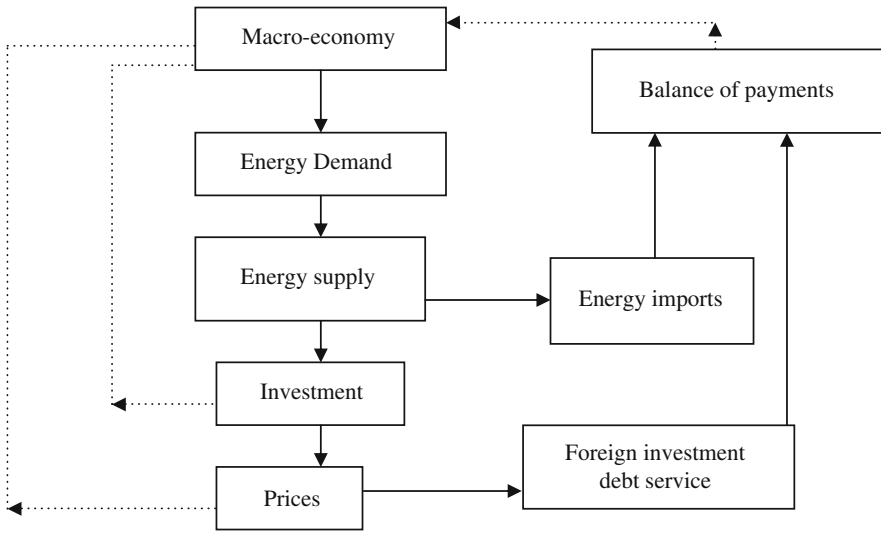 Macro-economy
Balance of payments
Energy Demand
Energy supply
Energy imports
Investment
Foreign investment
debt service
Prices